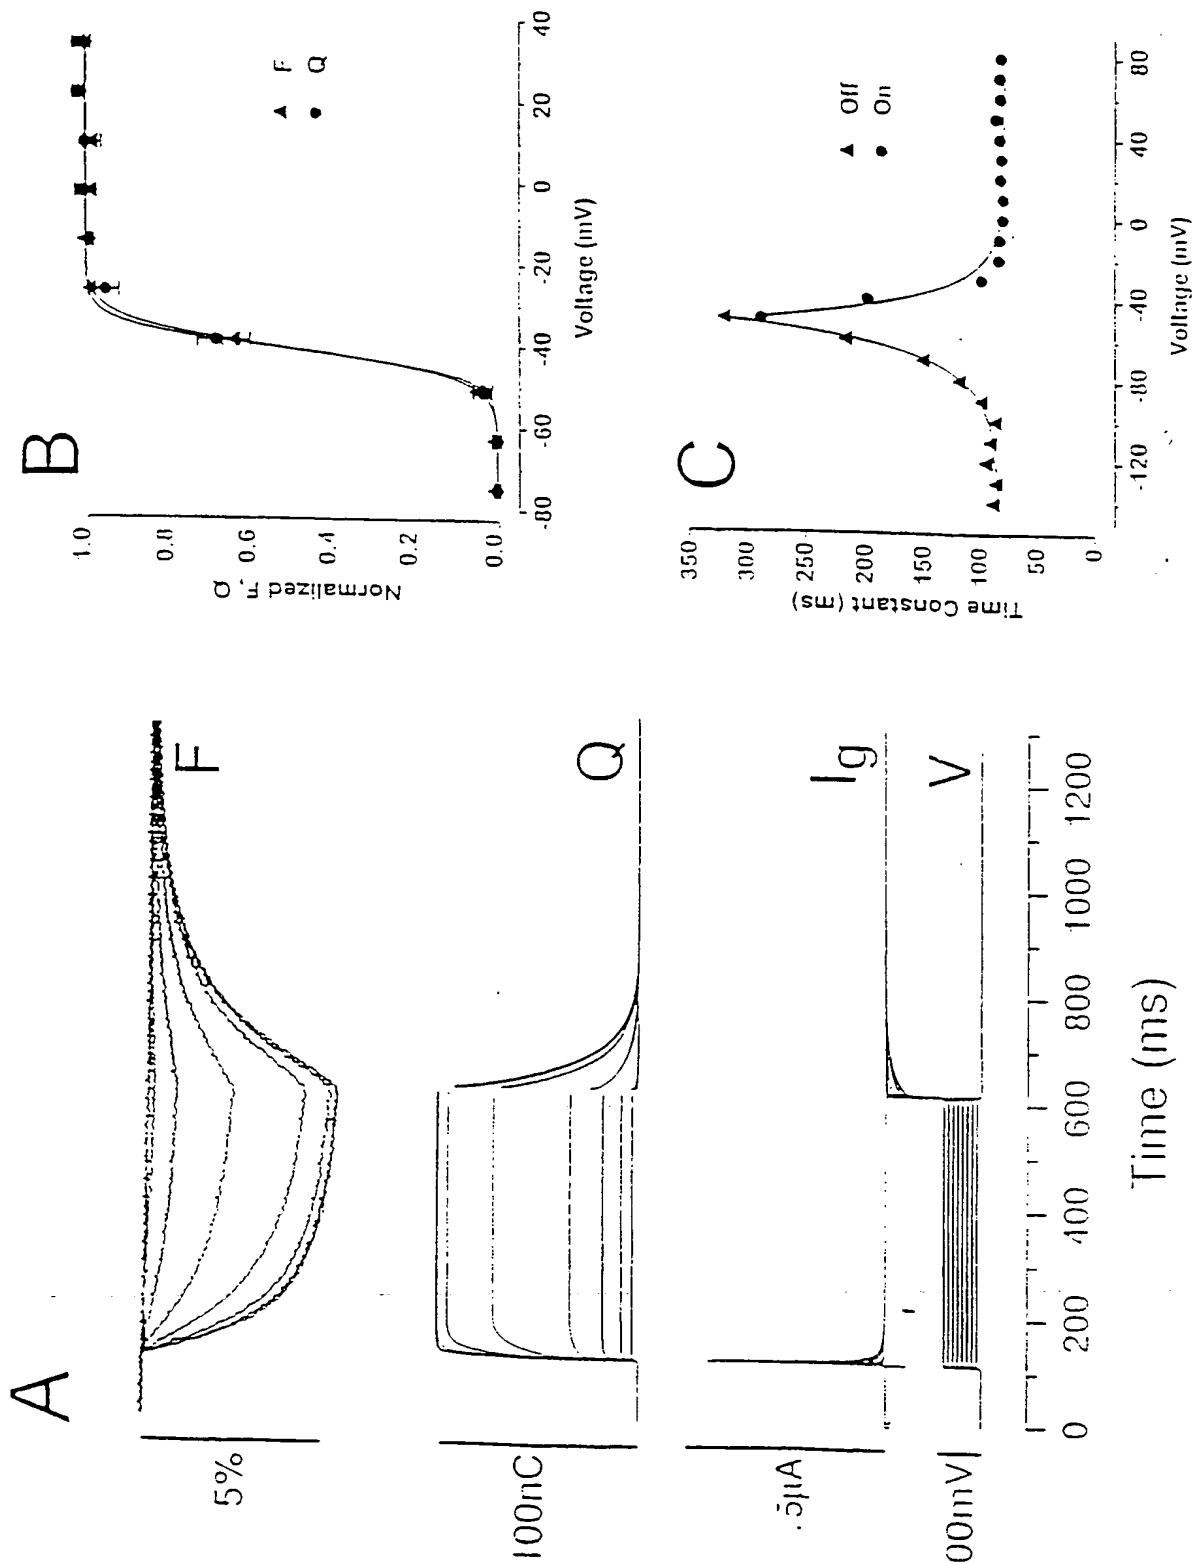 A
5%
F
100nC
Q
.5µA
Ig
00mV
V
0 200 400 600 800 1000 1200
Time (ms)
B
Normalized F, Q
1.0
0.8
0.6
0.4
0.2
0.0
F
Q
-80 -60 -40 -20 0 20 40
Voltage (mV)
C
Time Constant (ms)
350
300
250
200
150
100
50
0
Off
On
-120 -80 -40 0 40 80
Voltage (mV)